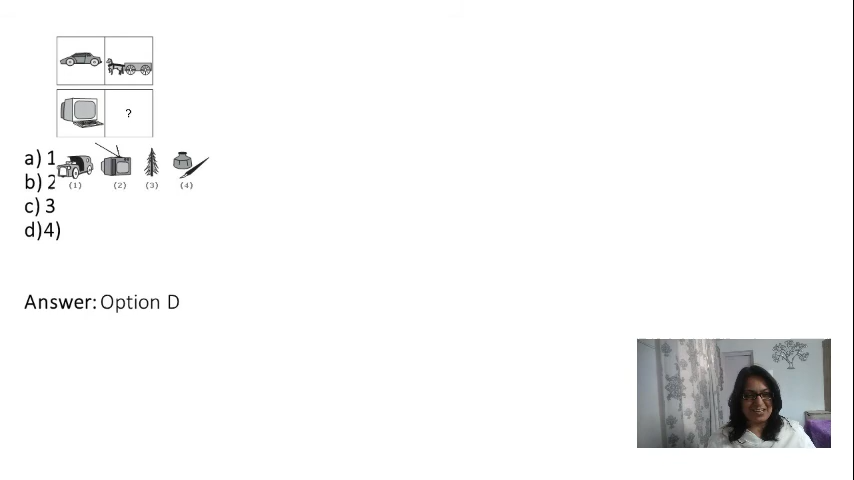 ?
a) 1
b) 2
c) 3
d)4)
(1) (2) (3) (4)
Answer: Option D